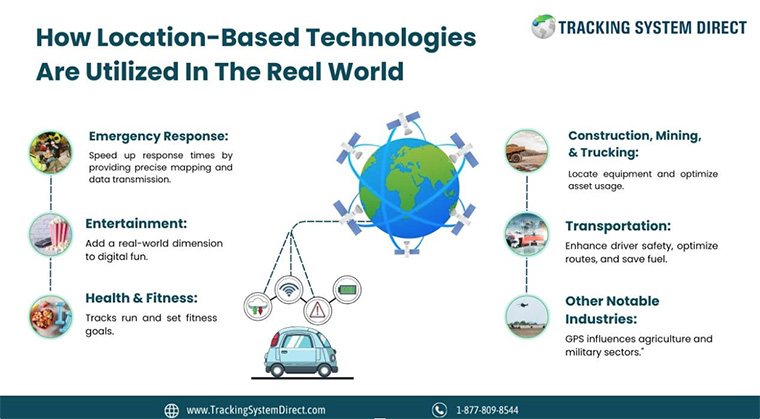 How Location-Based Technologies
Are Utilized In The Real World
TRACKING SYSTEM DIRECT
Emergency Response:
Speed up response times by
providing precise mapping and
data transmission.
Entertainment:
Add a real-world dimension
to digital fun.
Health & Fitness:
Tracks run and set fitness
goals.
Construction, Mining,
& Trucking:
Locate equipment and optimize
asset usage.
Transportation:
Enhance driver safety, optimize
routes, and save fuel.
Other Notable
Industries:
GPS influences agriculture and
military sectors."
www.TrackingSystemDirect.com
1-877-809-8544